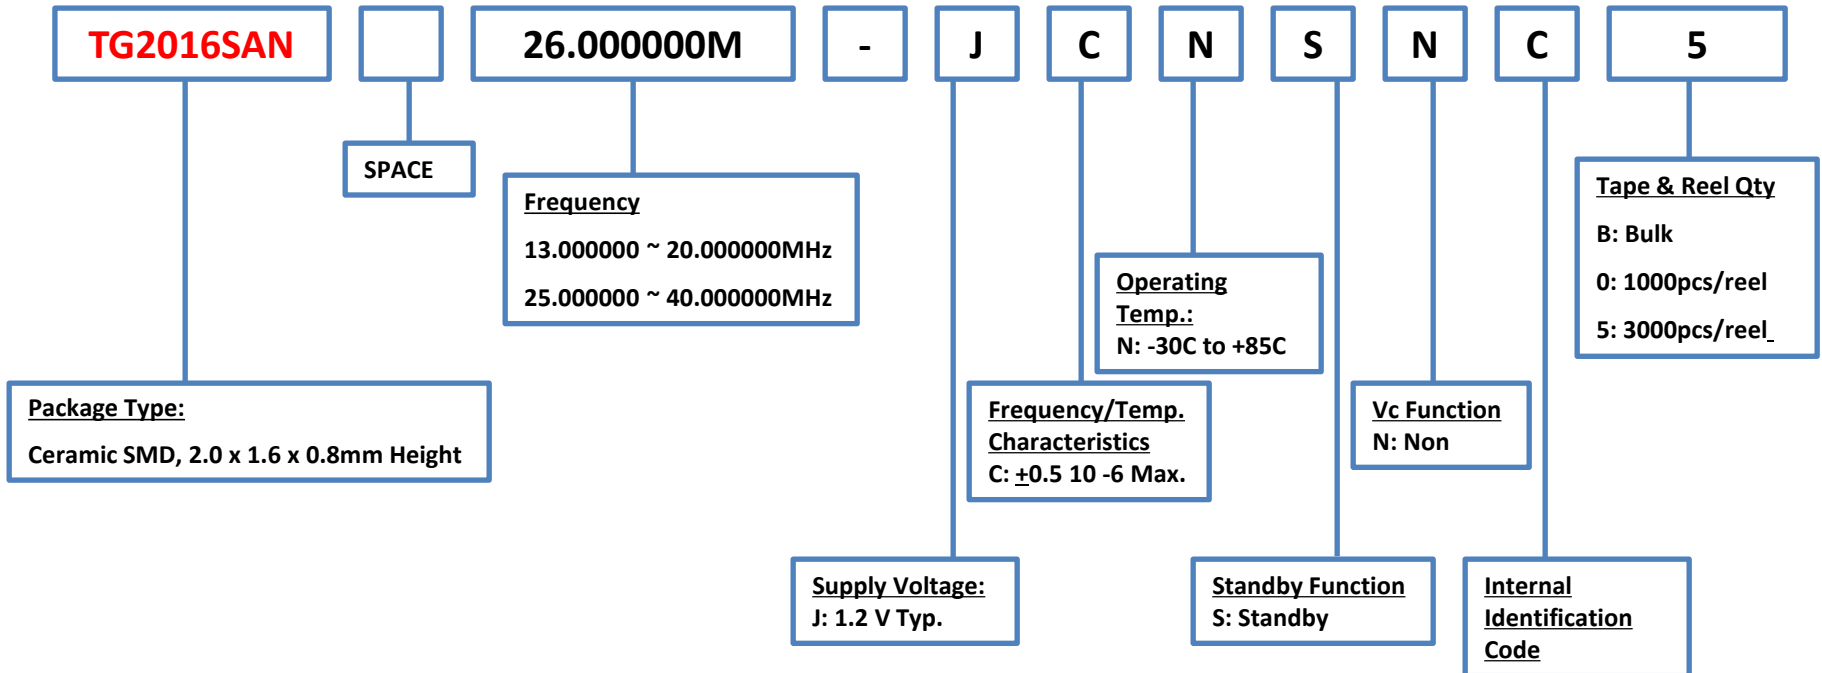 TG2016SAN 26.000000M - J C N S N C 5
SPACE
Frequency
13.000000 ~ 20.000000MHz
25.000000 ~ 40.000000MHz
Tape & Reel Qty
B: Bulk
0: 1000pcs/reel
5: 3000pcs/reel
Operating
Temp.:
N: -30C to +85C
Package Type:
Ceramic SMD, 2.0 x 1.6 x 0.8mm Height
Frequency/Temp.
Characteristics
C: +0.5 10 -6 Max.
Vc Function
N: Non
Supply Voltage:
J: 1.2 V Typ.
Standby Function
S: Standby
Internal
Identification
Code